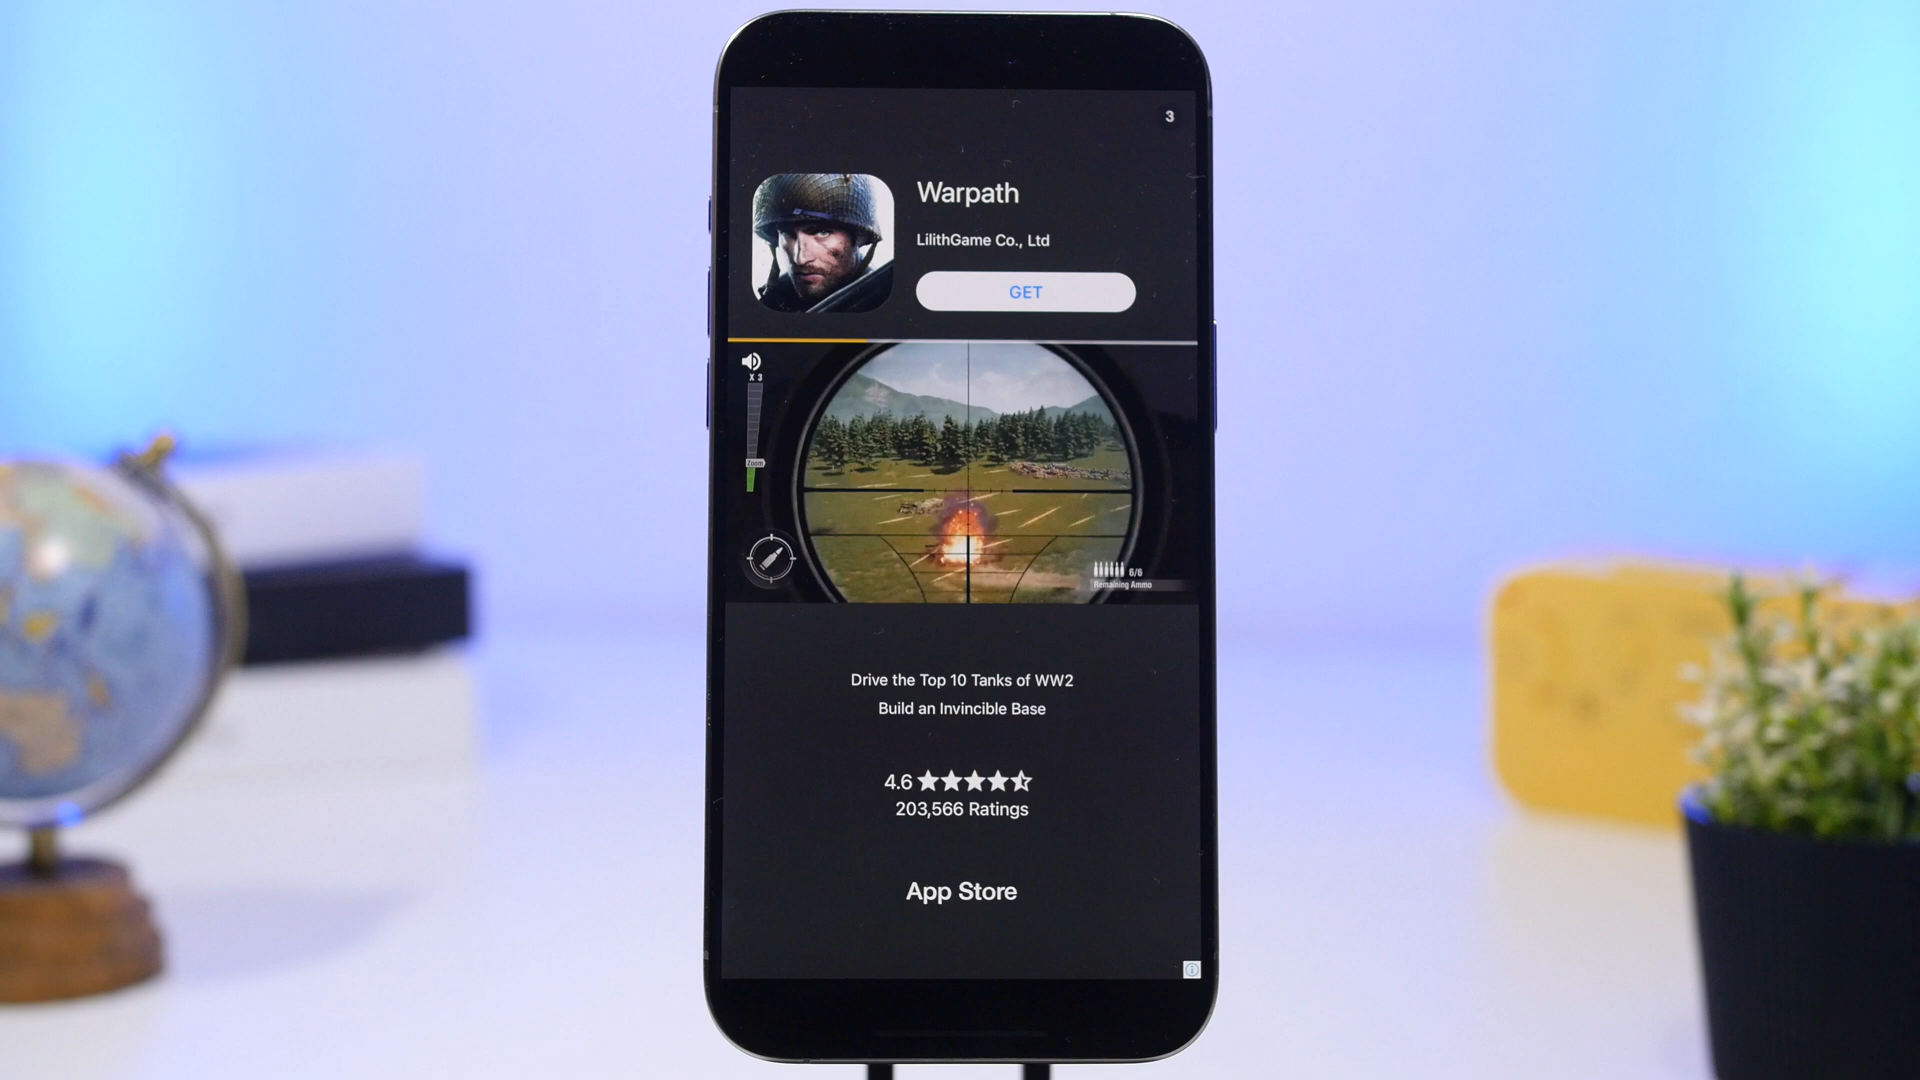 3
Warpath
LilithGame Co., Ltd
GET
X 3
Zoom
6/6
Remaining Ammo
Drive the Top 10 Tanks of WW2
Build an Invincible Base
4.6
203,566 Ratings
App Store